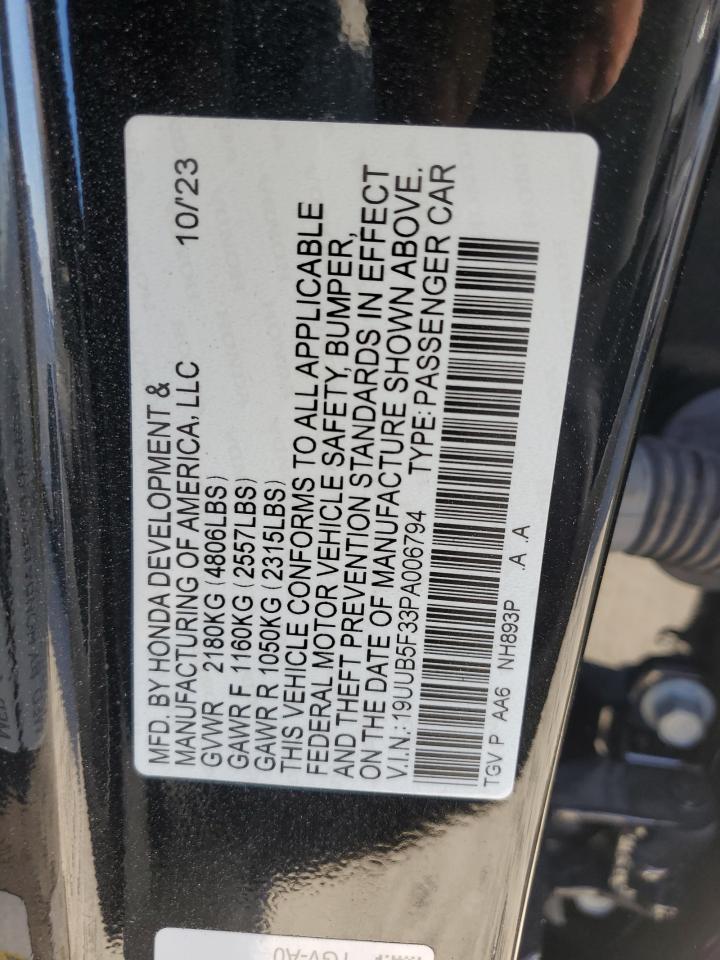 MFD. BY HONDA DEVELOPMENT &
MANUFACTURING OF AMERICA, LLC 10/'23
GVWR 2180KG (4806LBS)
GAWR F 1160KG (2557LBS)
GAWR R 1050KG (2315LBS)
THIS VEHICLE CONFORMS TO ALL APPLICABLE
FEDERAL MOTOR VEHICLE SAFETY, BUMPER,
AND THEFT PREVENTION STANDARDS IN EFFECT
ON THE DATE OF MANUFACTURE SHOWN ABOVE.
V.I.N.: 19UUB5F33PA006794 TYPE: PASSENGER CAR
TGV P AA6 NH893P .A .A
TGV-A0